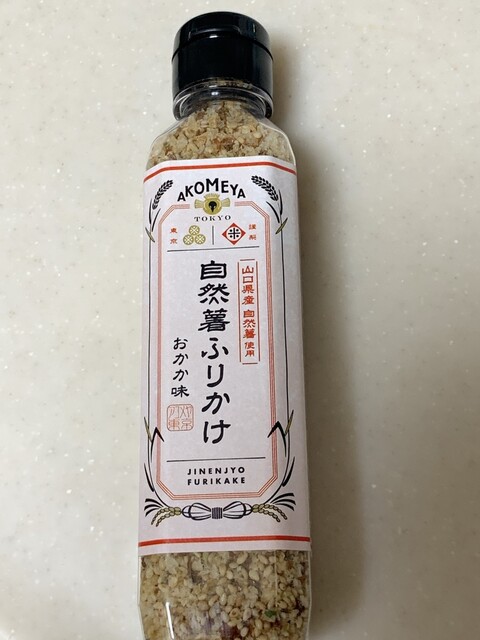 AKOMEYA
TOKYO
東京
米
謹製
山口県産 自然薯使用
自然薯ふりかけ
おかか味
JINENJYO
FURIKAKE